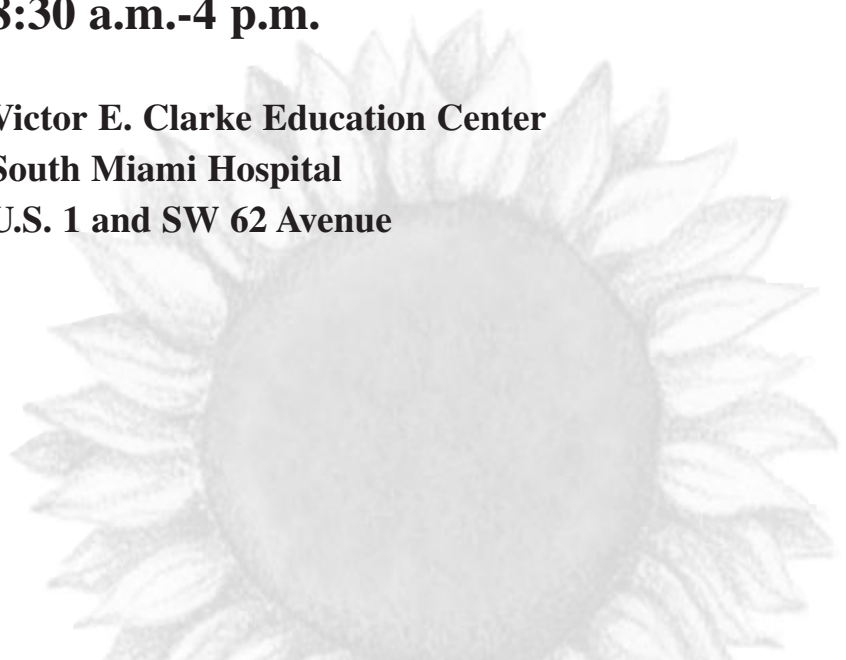 8:30 a.m.-4 p.m.
Victor E. Clarke Education Center
South Miami Hospital
U.S. 1 and SW 62 Avenue